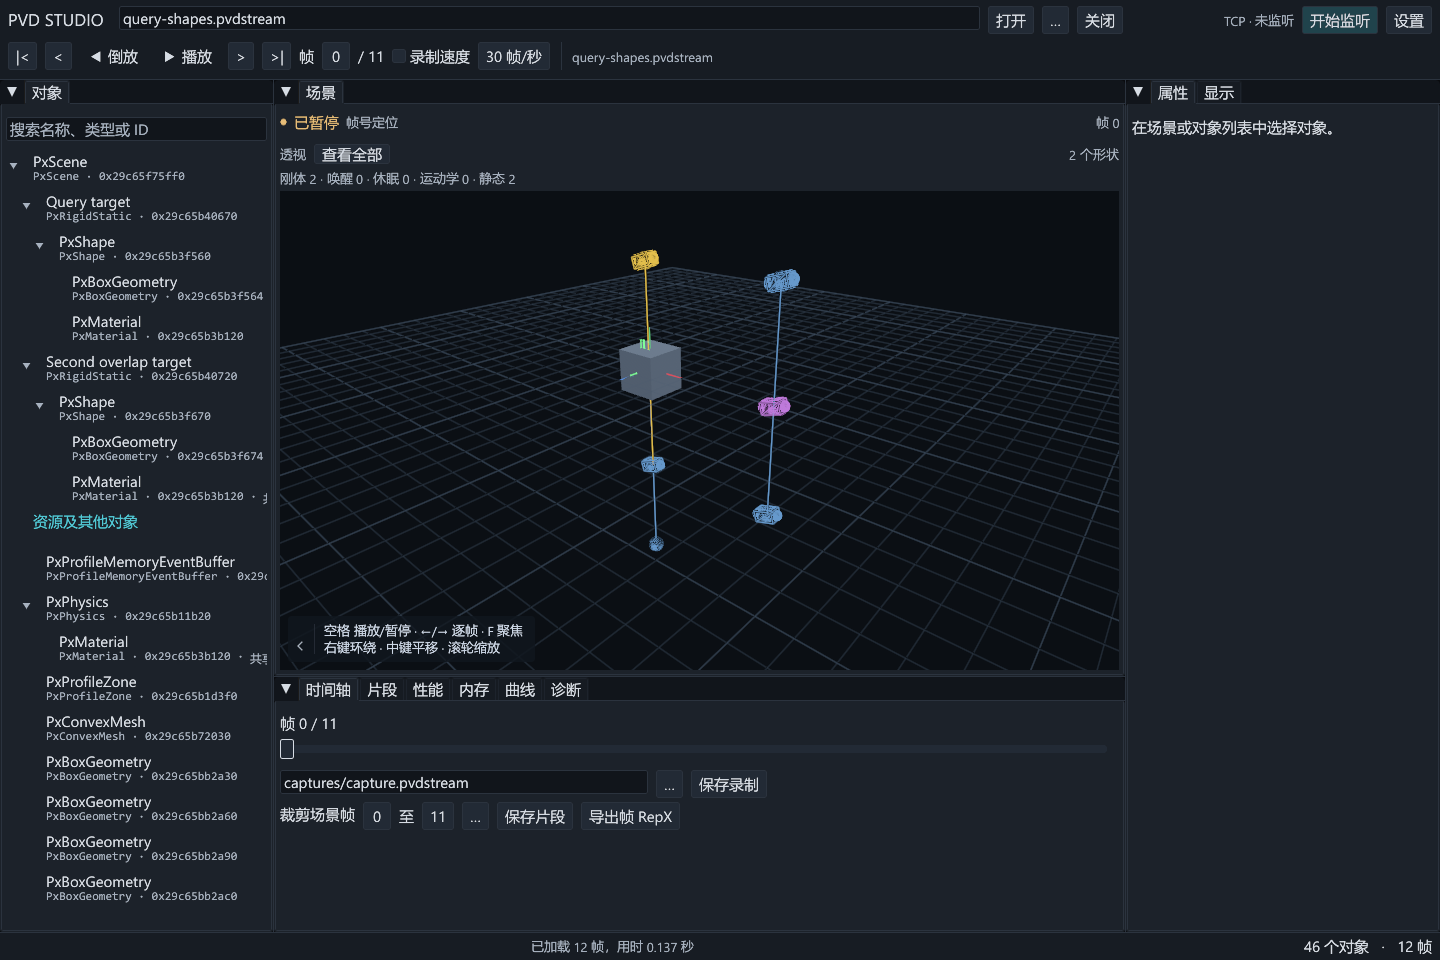 PVD STUDIO query-shapes.pvdstream 打开 ... 关闭 TCP · 未监听 开始监听 设置
|< < ◀ 倒放 ▶ 播放 > >| 帧 0 / 11 录制速度 30 帧/秒 query-shapes.pvdstream
▼ 对象
搜索名称、类型或 ID
PxScene
PxScene · 0x29c65f75ff0
Query target
PxRigidStatic · 0x29c65b40670
PxShape
PxShape · 0x29c65b3f560
PxBoxGeometry
PxBoxGeometry · 0x29c65b3f564
PxMaterial
PxMaterial · 0x29c65b3b120
Second overlap target
PxRigidStatic · 0x29c65b40720
PxShape
PxShape · 0x29c65b3f670
PxBoxGeometry
PxBoxGeometry · 0x29c65b3f674
PxMaterial
PxMaterial · 0x29c65b3b120 ·
资源及其他对象
PxProfileMemoryEventBuffer
PxProfileMemoryEventBuffer · 0x29c
PxPhysics
PxPhysics · 0x29c65b11b20
PxMaterial
PxMaterial · 0x29c65b3b120 · 共享
PxProfileZone
PxProfileZone · 0x29c65b1d3f0
PxConvexMesh
PxConvexMesh · 0x29c65b72030
PxBoxGeometry
PxBoxGeometry · 0x29c65bb2a30
PxBoxGeometry
PxBoxGeometry · 0x29c65bb2a60
PxBoxGeometry
PxBoxGeometry · 0x29c65bb2a90
PxBoxGeometry
PxBoxGeometry · 0x29c65bb2ac0
▼ 场景
已暂停 帧号定位 帧 0
透视 查看全部 2 个形状
刚体 2 · 唤醒 0 · 休眠 0 · 运动学 0 · 静态 2
空格 播放/暂停 · ←/→ 逐帧 · F 聚焦
< 右键环绕 · 中键平移 · 滚轮缩放
▼ 时间轴 片段 性能 内存 曲线 诊断
帧 0 / 11
captures/capture.pvdstream ... 保存录制
裁剪场景帧 0 至 11 ... 保存片段 导出帧 RepX
▼ 属性 显示
在场景或对象列表中选择对象。
已加载 12 帧，用时 0.137 秒
46 个对象 · 12 帧